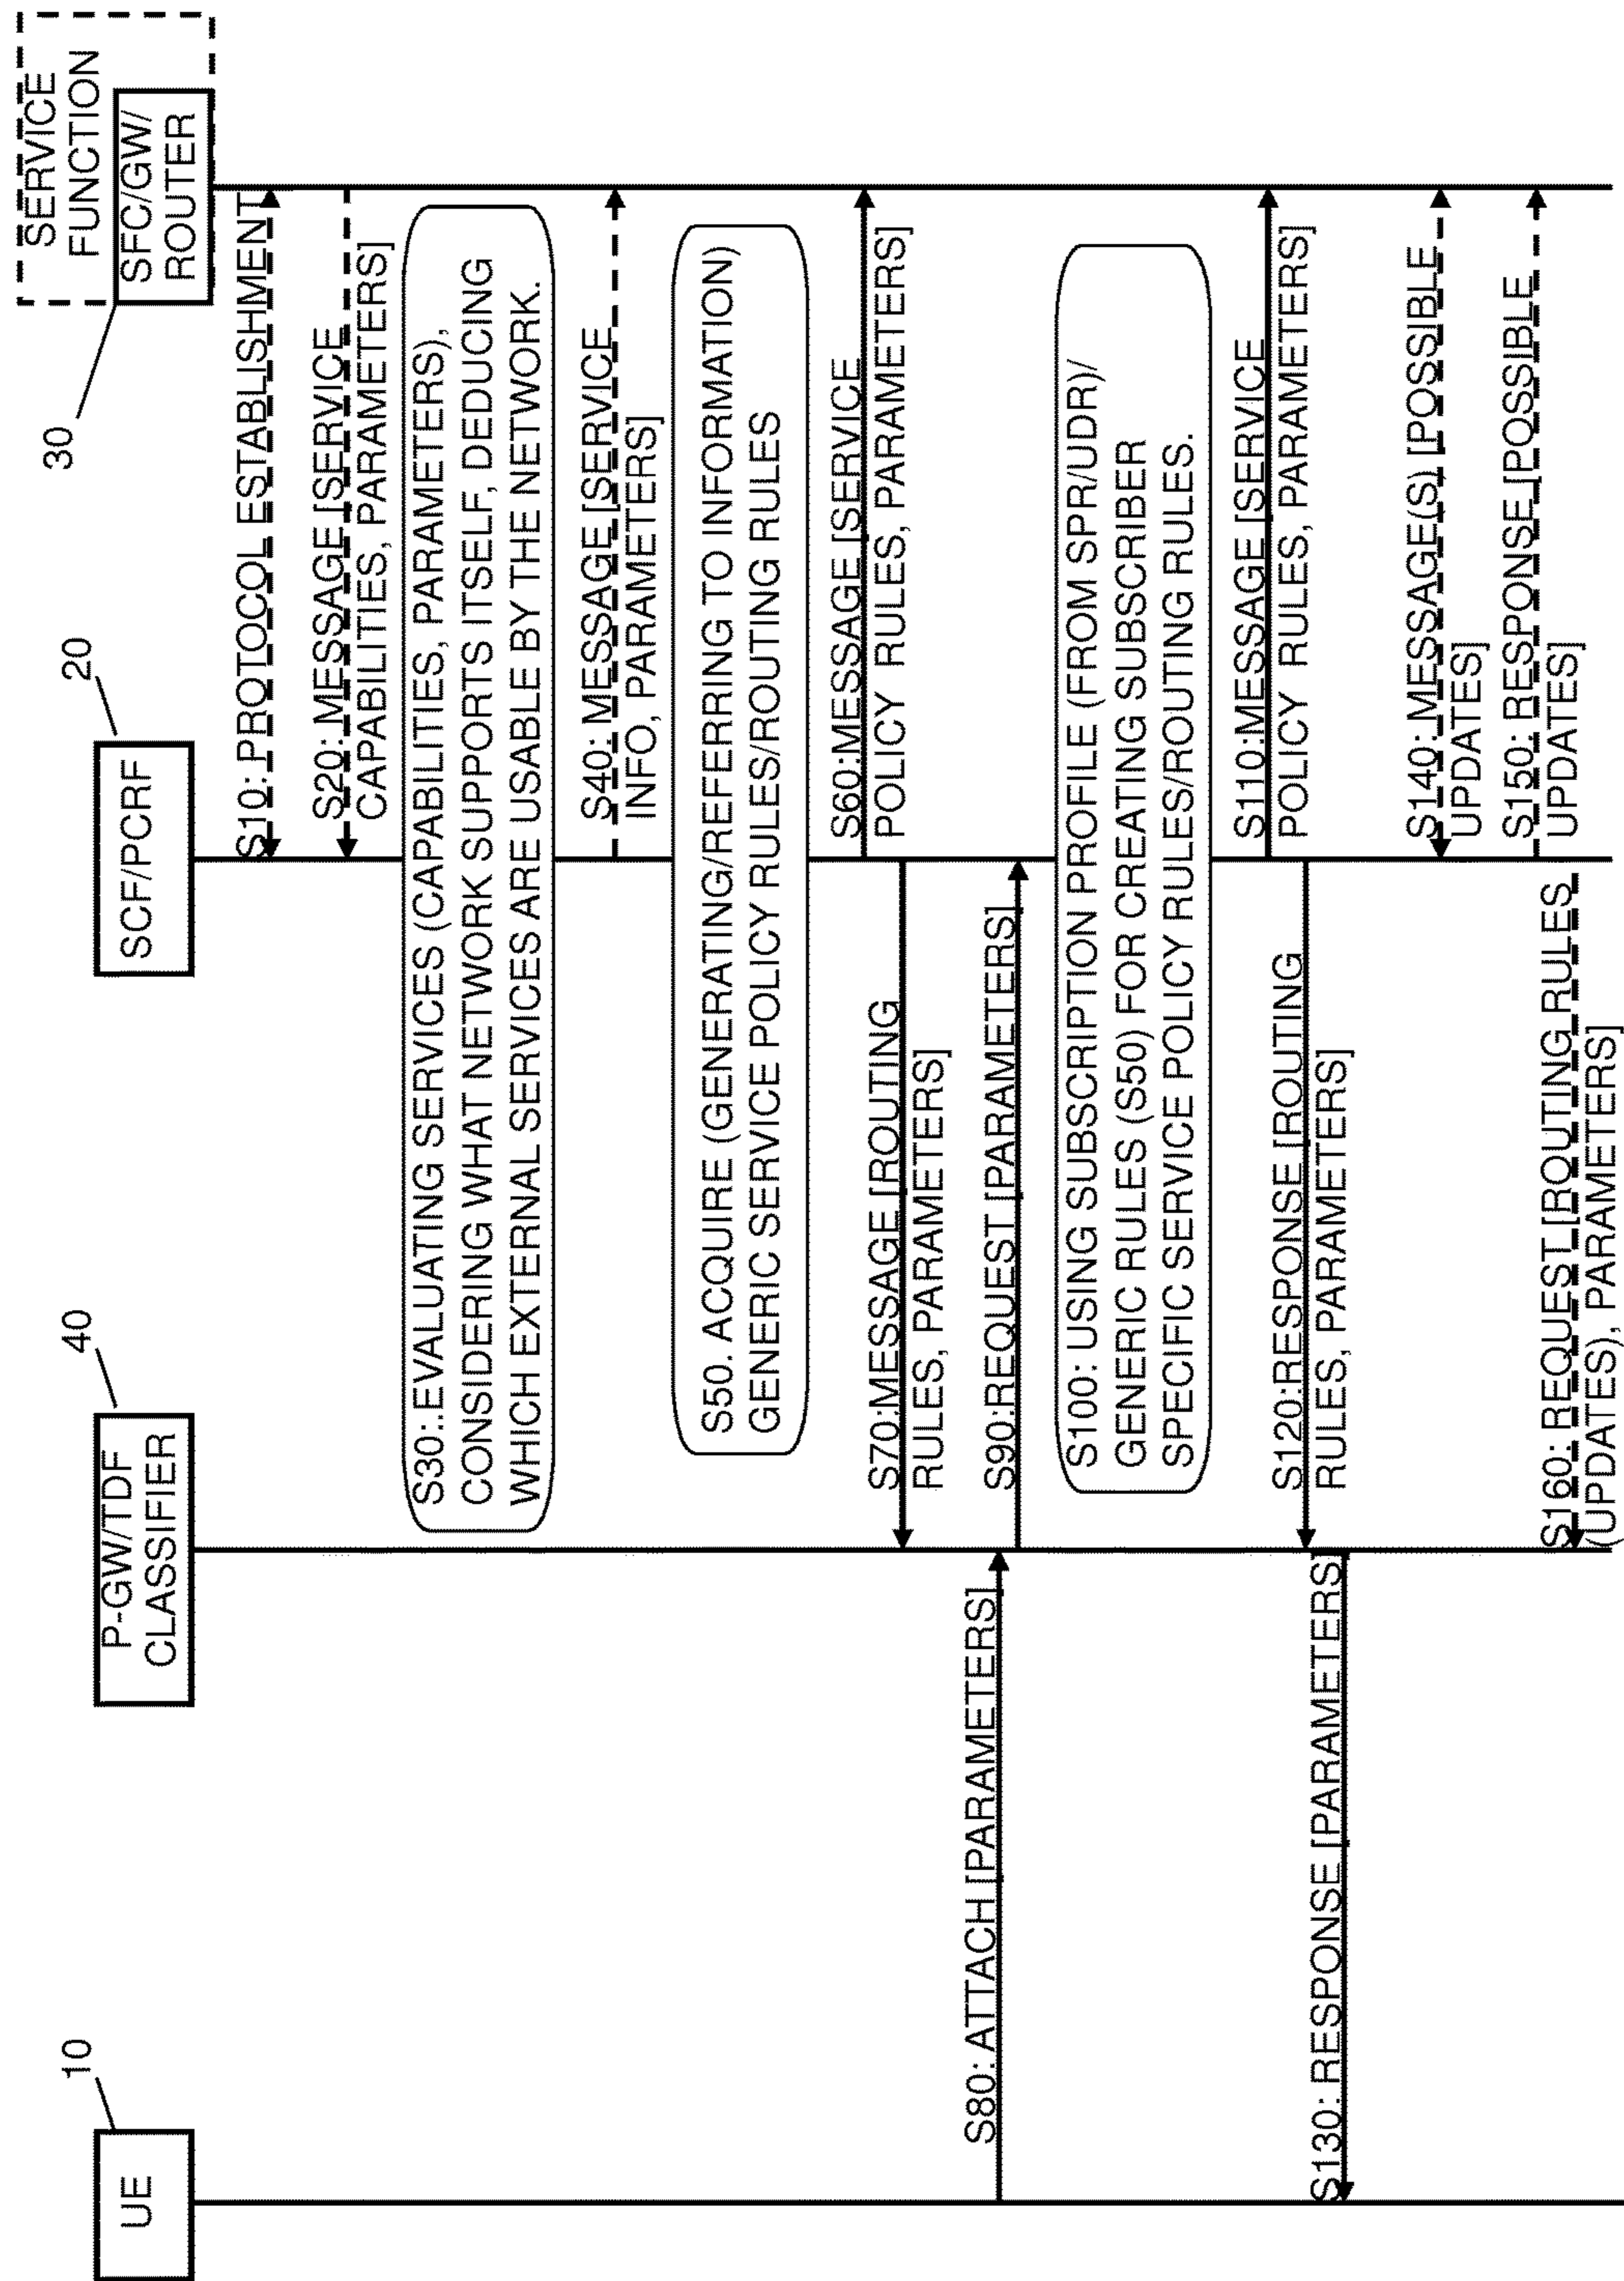 10
UE
40
P-GW/TDF
CLASSIFIER
20
SCF/PCRF
30
SERVICE
FUNCTION
SFC/GW/
ROUTER
S10: PROTOCOL ESTABLISHMENT
S20: MESSAGE [SERVICE
CAPABILITIES, PARAMETERS]
S30:.EVALUATING SERVICES (CAPABILITIES, PARAMETERS),
CONSIDERING WHAT NETWORK SUPPORTS ITSELF, DEDUCING
WHICH EXTERNAL SERVICES ARE USABLE BY THE NETWORK.
S40: MESSAGE [SERVICE
INFO, PARAMETERS]
S50. ACQUIRE (GENERATING/REFERRING TO INFORMATION)
GENERIC SERVICE POLICY RULES/ROUTING RULES
S60:MESSAGE [SERVICE
POLICY RULES, PARAMETERS]
S70:MESSAGE [ROUTING
RULES, PARAMETERS]
S80: ATTACH [PARAMETERS]
S90:REQUEST [PARAMETERS]
S100: USING SUBSCRIPTION PROFILE (FROM SPR/UDR)/
GENERIC RULES (S50) FOR CREATING SUBSCRIBER
SPECIFIC SERVICE POLICY RULES/ROUTING RULES.
S110:MESSAGE [SERVICE
POLICY RULES, PARAMETERS]
S120:RESPONSE [ROUTING
RULES, PARAMETERS]
S130: RESPONSE [PARAMETERS]
S140: MESSAGE(S) [POSSIBLE
UPDATES]
S150: RESPONSE [POSSIBLE
UPDATES]
S160: REQUEST [ROUTING RULES
(UPDATES), PARAMETERS]